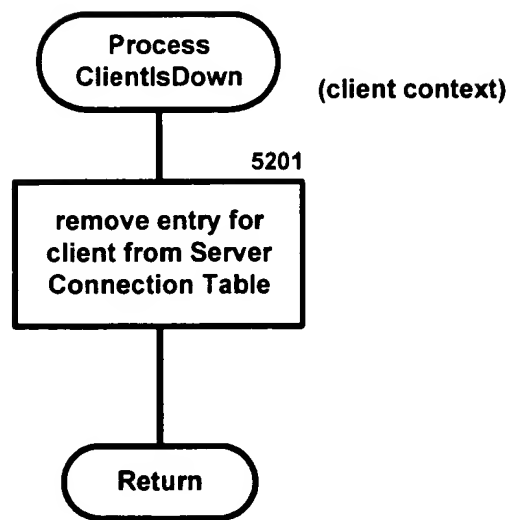 Process
ClientIsDown
(client context)
5201
remove entry for
client from Server
Connection Table
Return